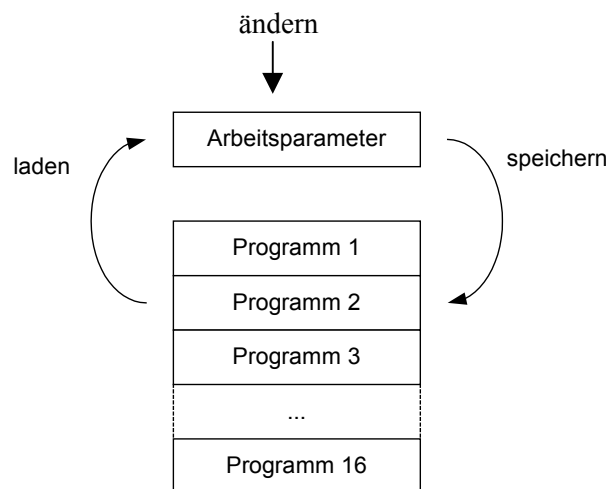 ändern
Arbeitsparameter
laden
speichern
Programm 1
Programm 2
Programm 3
...
Programm 16